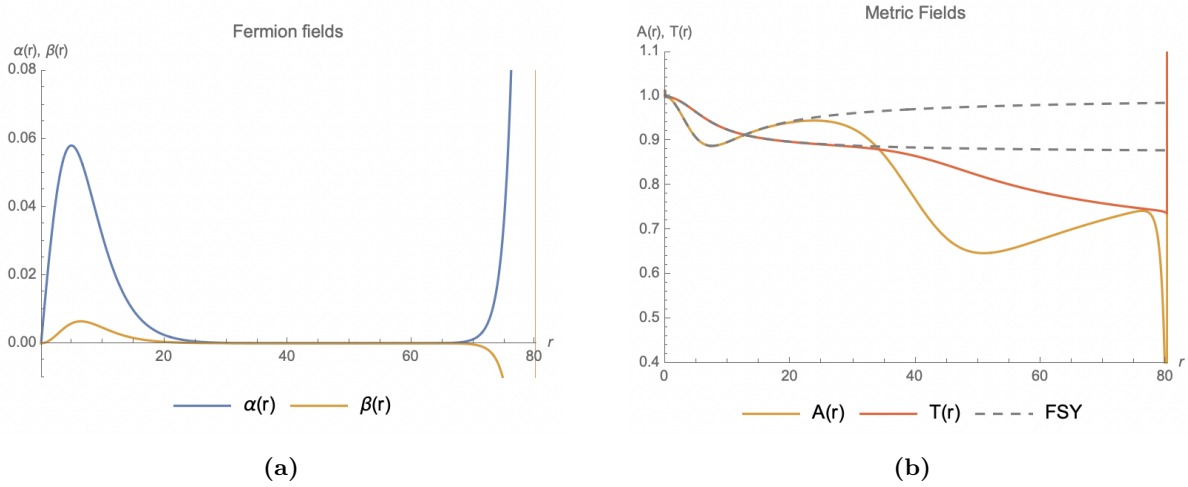 Fermion fields
α(r), β(r)
0.08
0.06
0.04
0.02
0.00
20
40
60
80
r
α(r)
β(r)
(a)
Metric Fields
A(r), T(r)
1.1
1.0
0.9
0.8
0.7
0.6
0.5
0.4
0
20
40
60
80
r
A(r)
T(r)
FSY
(b)